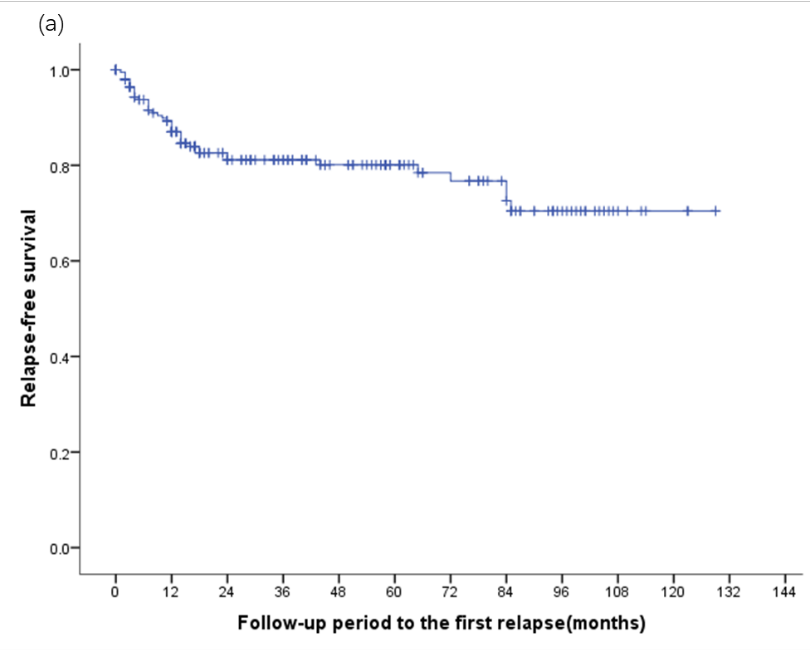 (a)
1.0
0.8
0.6
0.4
0.2
0.0
Relapse-free survival
0 12 24 36 48 60 72 84 96 108 120 132 144
Follow-up period to the first relapse(months)